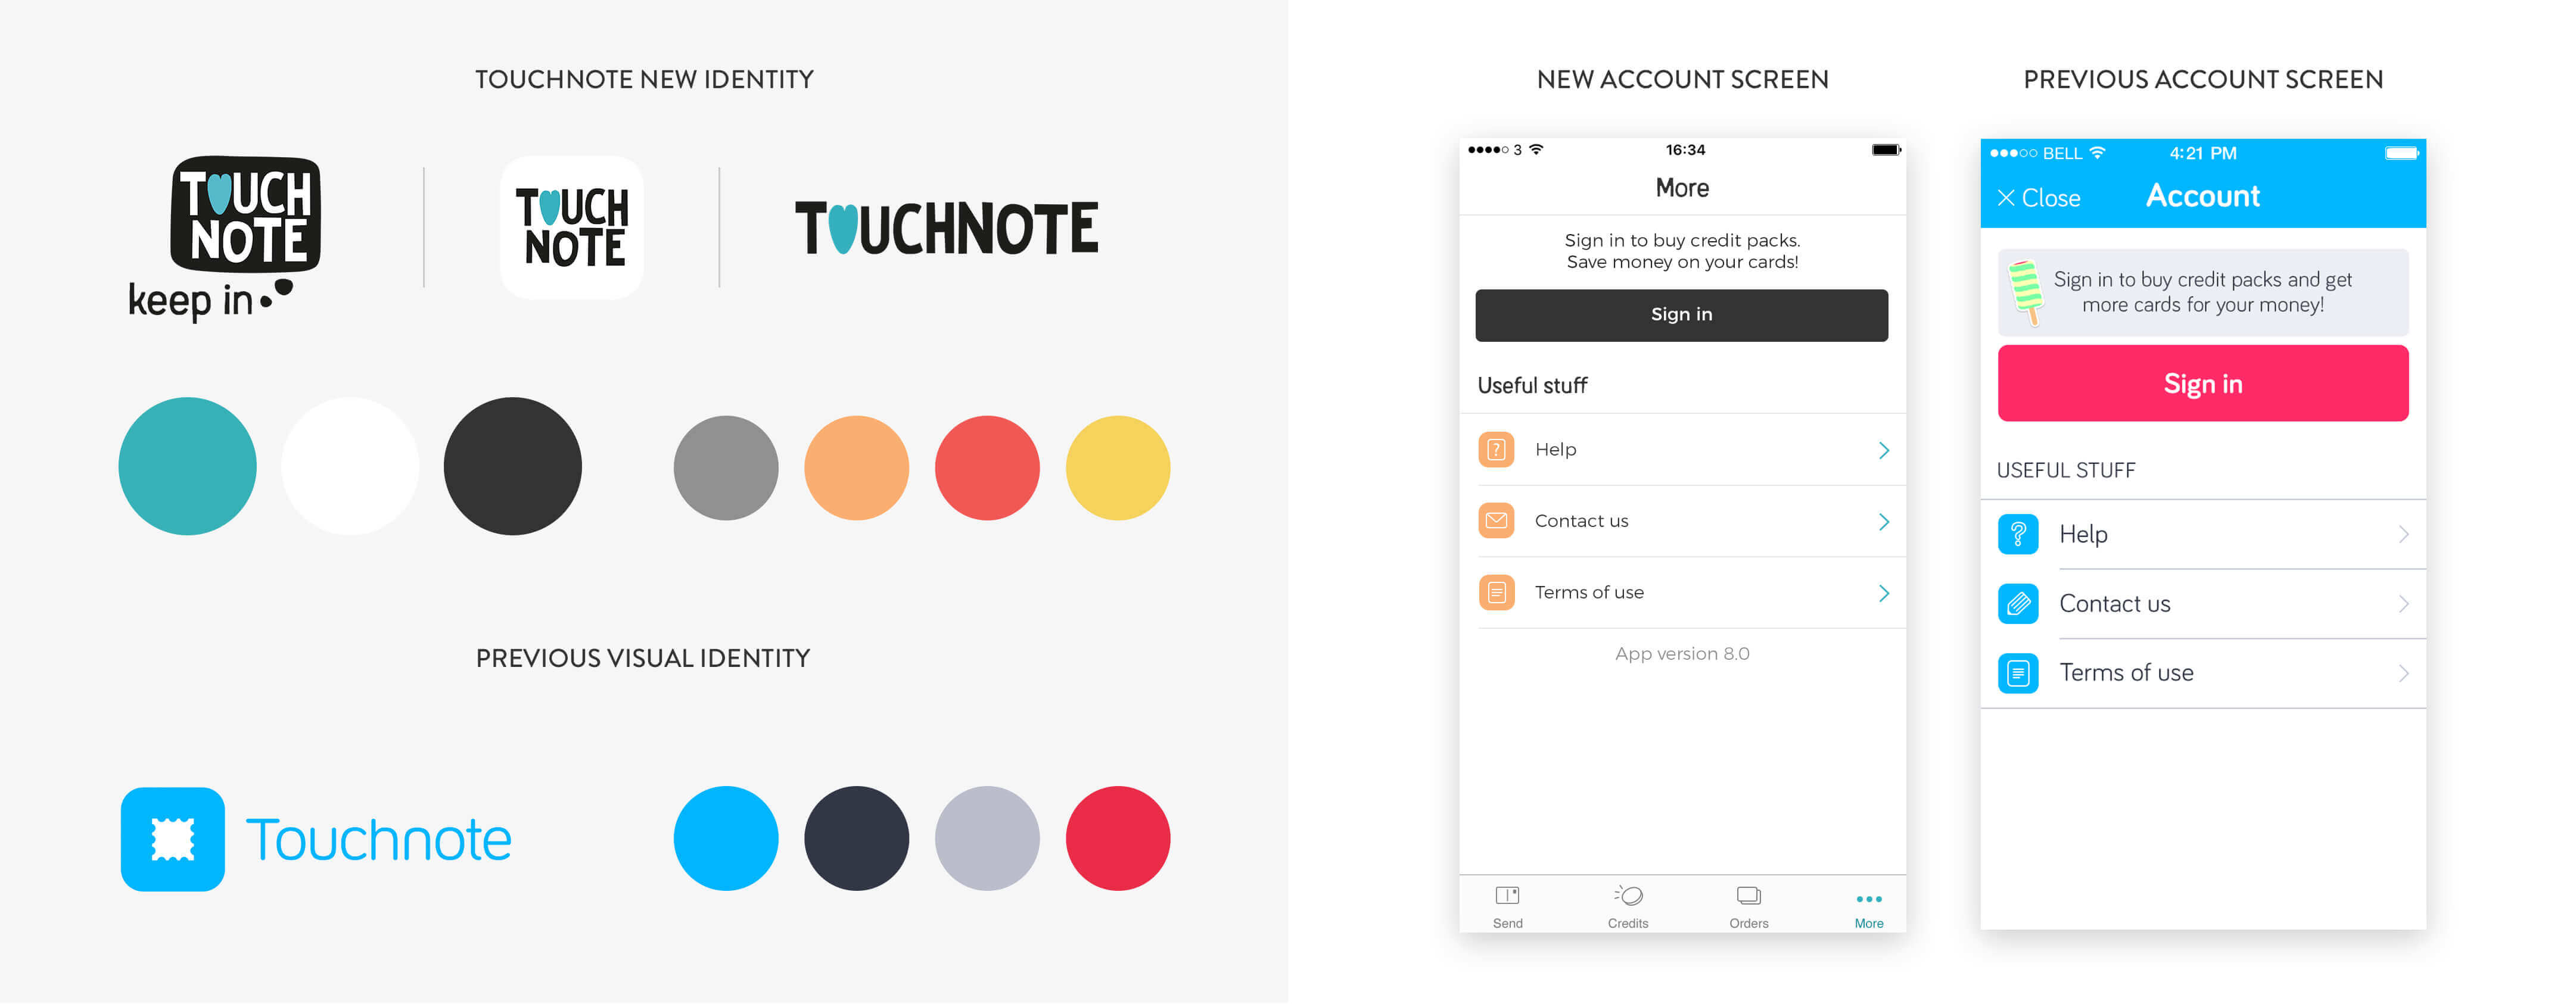 TOUCHNOTE NEW IDENTITY
TOUCH
NOTE
keep in
TOUCH
NOTE
TOUCHNOTE
PREVIOUS VISUAL IDENTITY
Touchnote
NEW ACCOUNT SCREEN
3
16:34
More
Sign in to buy credit packs.
Save money on your cards!
Sign in
Useful stuff
?
Help
Contact us
Terms of use
App version 8.0
Send
Credits
Orders
More
PREVIOUS ACCOUNT SCREEN
BELL
4:21 PM
Close
Account
Sign in to buy credit packs and get
more cards for your money!
Sign in
USEFUL STUFF
?
Help
Contact us
Terms of use